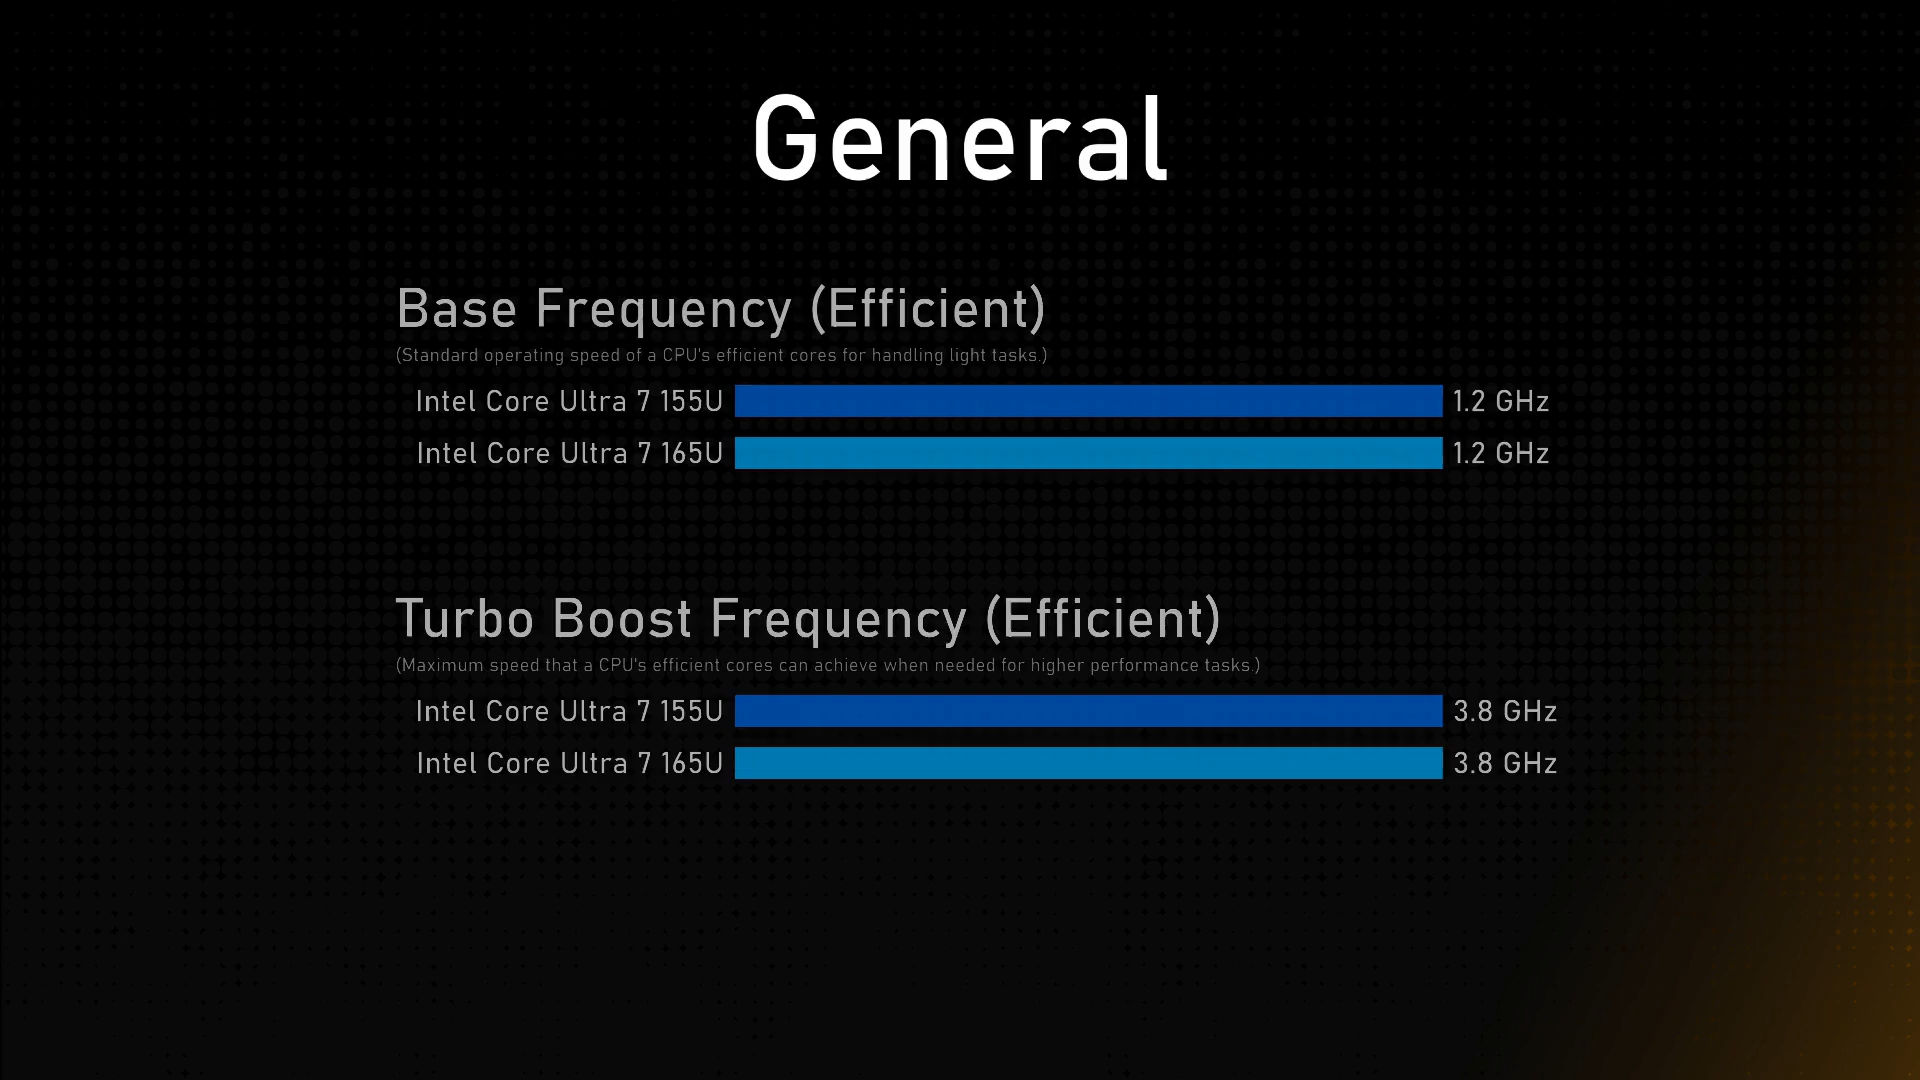 General
Base Frequency (Efficient)
(Standard operating speed of a CPU's efficient cores for handling light tasks.)
Intel Core Ultra 7 155U 1.2 GHz
Intel Core Ultra 7 165U 1.2 GHz
Turbo Boost Frequency (Efficient)
(Maximum speed that a CPU's efficient cores can achieve when needed for higher performance tasks.)
Intel Core Ultra 7 155U 3.8 GHz
Intel Core Ultra 7 165U 3.8 GHz